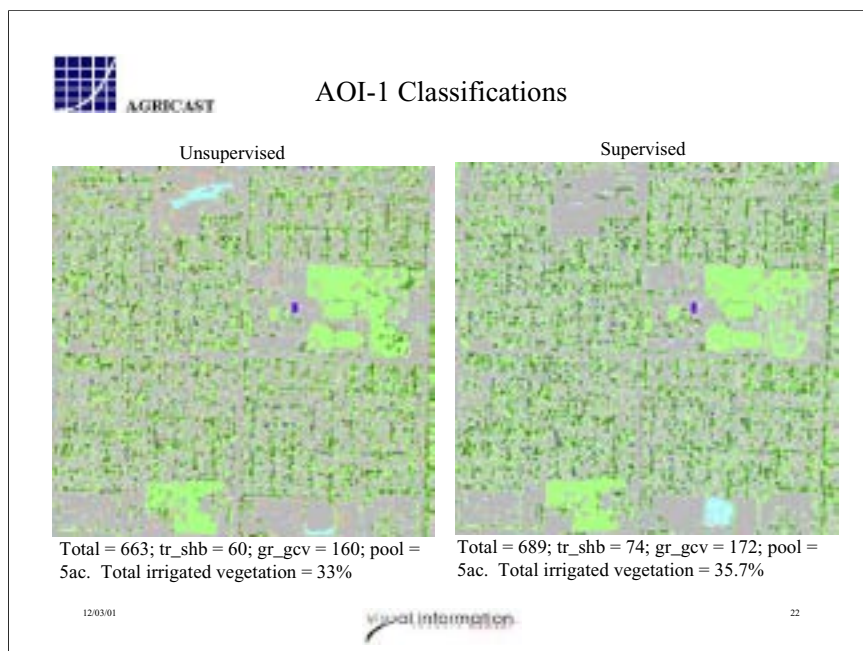 AGRICAST
AOI-1 Classifications
Unsupervised
Supervised
Total = 663; tr_shb = 60; gr_gcv = 160; pool =
5ac. Total irrigated vegetation = 33%
Total = 689; tr_shb = 74; gr_gcv = 172; pool =
5ac. Total irrigated vegetation = 35.7%
12/03/01
visual information
22